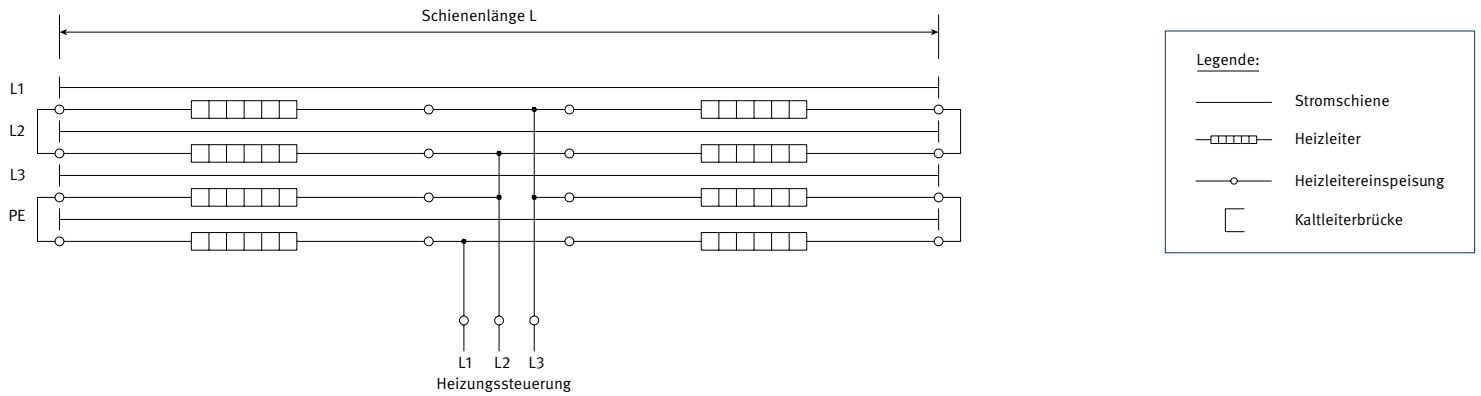 Schienenlänge L
L1
L2
L3
PE
L1 L2 L3
Heizungssteuerung
Legende:
Stromschiene
Heizleiter
Heizleitereinspeisung
Kaltleiterbrücke